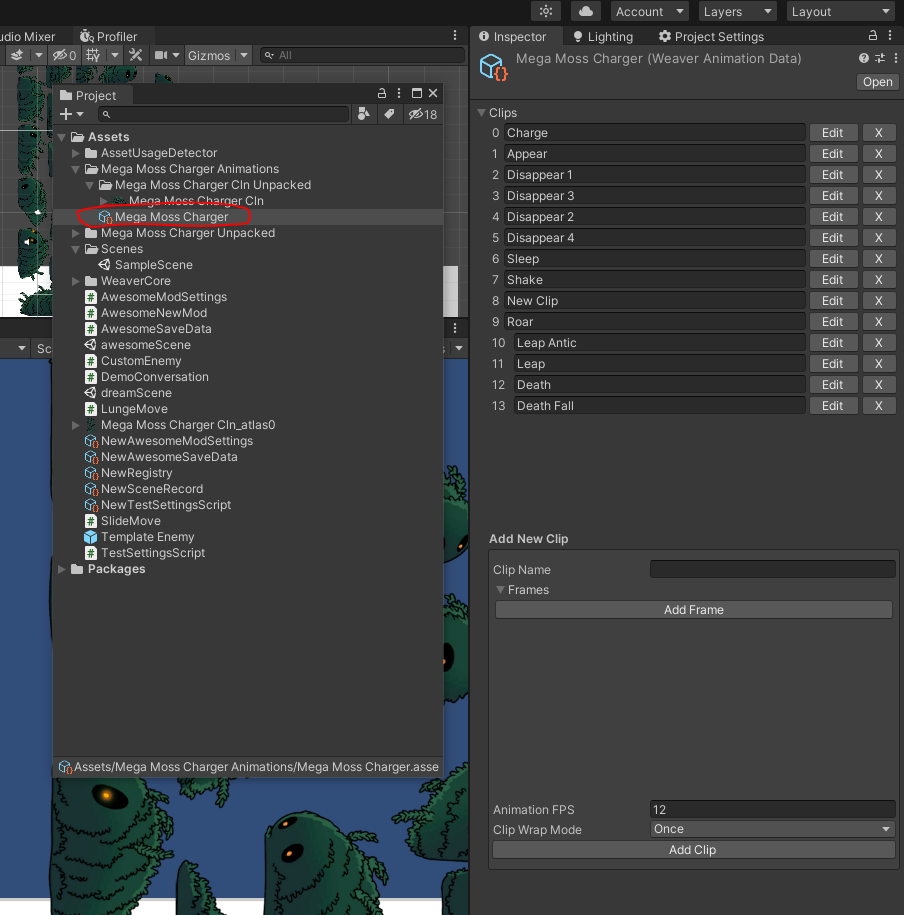 udio Mixer
Profiler
0
Gizmos
All
Sc
s
Project
18
Assets
AssetUsageDetector
Mega Moss Charger Animations
Mega Moss Charger Cln Unpacked
Mega Moss Charger Cln
Mega Moss Charger
Mega Moss Charger Unpacked
Scenes
SampleScene
WeaverCore
AwesomeModSettings
AwesomeNewMod
AwesomeSaveData
awesomeScene
CustomEnemy
DemoConversation
dreamScene
LungeMove
Mega Moss Charger Cln_atlas0
NewAwesomeModSettings
NewAwesomeSaveData
NewRegistry
NewSceneRecord
NewTestSettingsScript
SlideMove
Template Enemy
TestSettingsScript
Packages
Assets/Mega Moss Charger Animations/Mega Moss Charger.asse
Account Layers Layout
Inspector Lighting Project Settings
Mega Moss Charger (Weaver Animation Data)
Open
Clips
0 Charge Edit X
1 Appear Edit X
2 Disappear 1 Edit X
3 Disappear 3 Edit X
4 Disappear 2 Edit X
5 Disappear 4 Edit X
6 Sleep Edit X
7 Shake Edit X
8 New Clip Edit X
9 Roar Edit X
10 Leap Antic Edit X
11 Leap Edit X
12 Death Edit X
13 Death Fall Edit X
Add New Clip
Clip Name
Frames
Add Frame
Animation FPS 12
Clip Wrap Mode Once
Add Clip